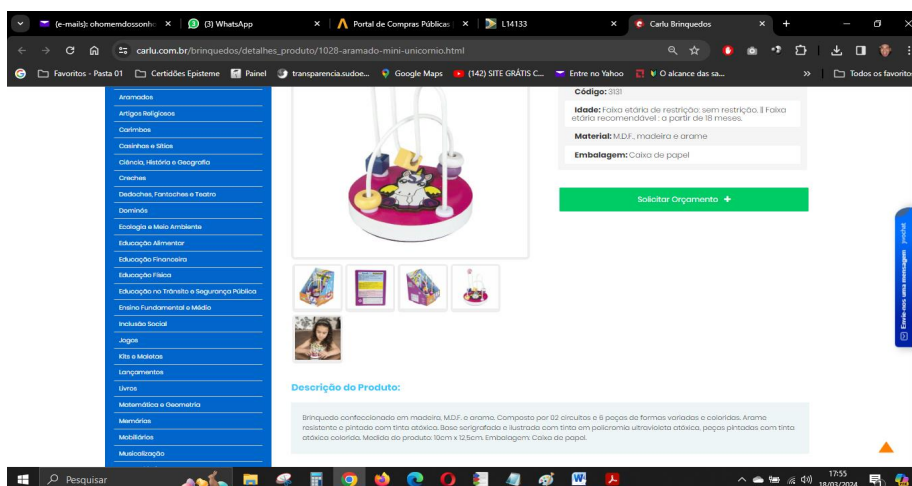 (e-mails): ohomemdossonh
(3) WhatsApp
Portal de Compras Públicas
L14133
Carlu Brinquedos
carlu.com.br/brinquedos/detalhes_produto/1028-aramado-mini-unicornio.html
Favoritos - Pasta 01
Certidões Episteme
Painel
transparencia.sudoe...
Google Maps
(142) SITE GRÁTIS C...
Entre no Yahoo
O alcance das sa...
Todos os favorito
Aramados
Artigos Religiosos
Carimbos
Casinhas e Sítios
Ciência, História e Geografia
Creches
Dedoches, Fantoches e Teatro
Dominós
Ecologia e Meio Ambiente
Educação Alimentar
Educação Financeira
Educação Física
Educação no Trânsito e Segurança Pública
Ensino Fundamental e Médio
Inclusão Social
Jogos
Kits e Maletas
Lançamentos
Livros
Matemática e Geometria
Memórias
Mobiliários
Musicalização
Código: 3131
Idade: Faixa etária de restrição: sem restrição. || Faixa
etária recomendável : a partir de 18 meses.
Material: M.D.F., madeira e arame
Embalagem: Caixa de papel
Solicitar Orçamento +
Envie-nos uma mensagem
jivochat
Descrição do Produto:
Brinquedo confeccionado em madeira, M.D.F. e arame. Composto por 02 circuitos e 6 peças de formas variadas e coloridas. Arame
resistente e pintado com tinta atóxica. Base serigrafada e ilustrada com tinta em policromia ultravioleta atóxica, peças pintadas com tinta
atóxica colorida. Medida do produto: 10cm x 12,5cm. Embalagem: Caixa de papel.
Pesquisar
17:55
18/03/2024